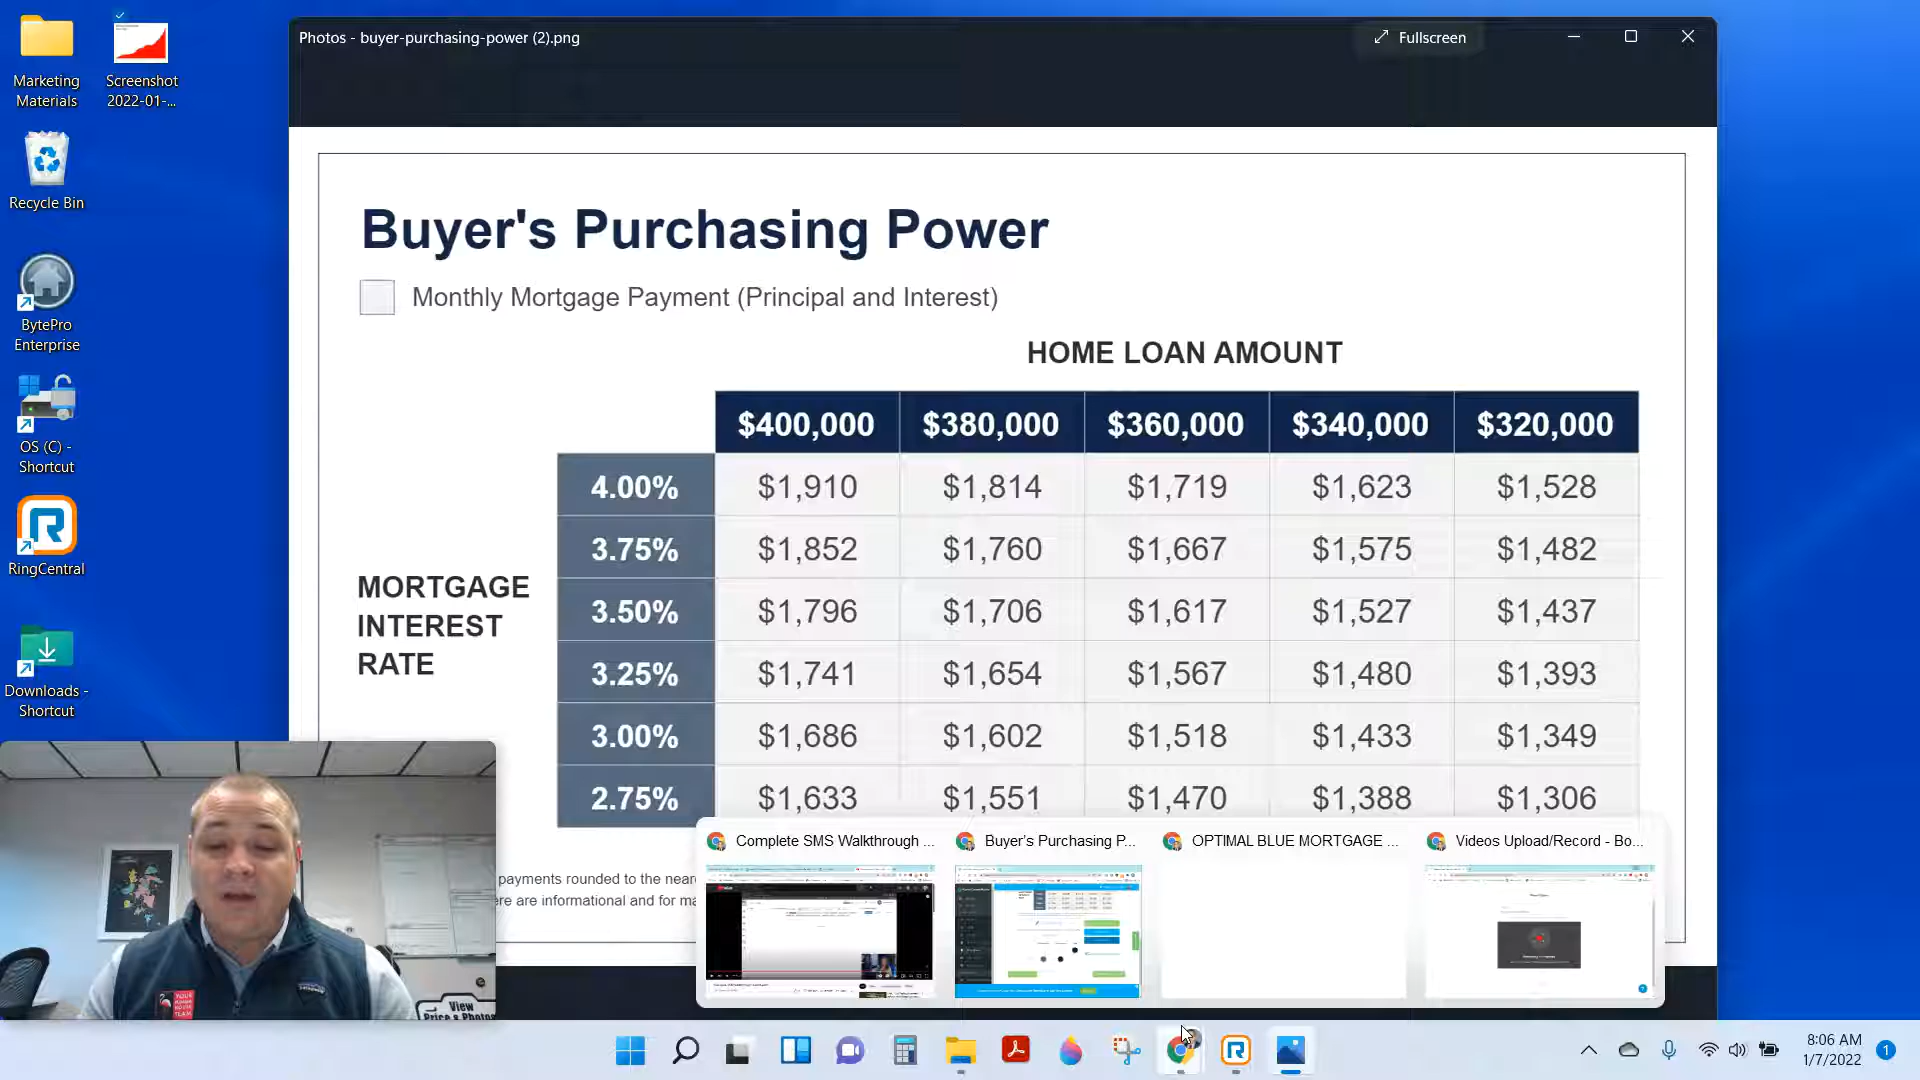 Photos - buyer-purchasing-power (2).png
Fullscreen
Marketing
Materials
Screenshot
2022-01-...
Recycle Bin
BytePro
Enterprise
OS (C) -
Shortcut
RingCentral
Downloads -
Shortcut
Buyer's Purchasing Power
Monthly Mortgage Payment (Principal and Interest)
HOME LOAN AMOUNT
$400,000 $380,000 $360,000 $340,000 $320,000
MORTGAGE
INTEREST
RATE
4.00% $1,910 $1,814 $1,719 $1,623 $1,528
3.75% $1,852 $1,760 $1,667 $1,575 $1,482
3.50% $1,796 $1,706 $1,617 $1,527 $1,437
3.25% $1,741 $1,654 $1,567 $1,480 $1,393
3.00% $1,686 $1,602 $1,518 $1,433 $1,349
2.75% $1,633 $1,551 $1,470 $1,388 $1,306
payments rounded to the
are informational and for
Complete SMS Walkthrough ...
Buyer's Purchasing P...
OPTIMAL BLUE MORTGAGE ...
Videos Upload/Record - Bo...
View
Price & Photos
8:06 AM
1/7/2022
1